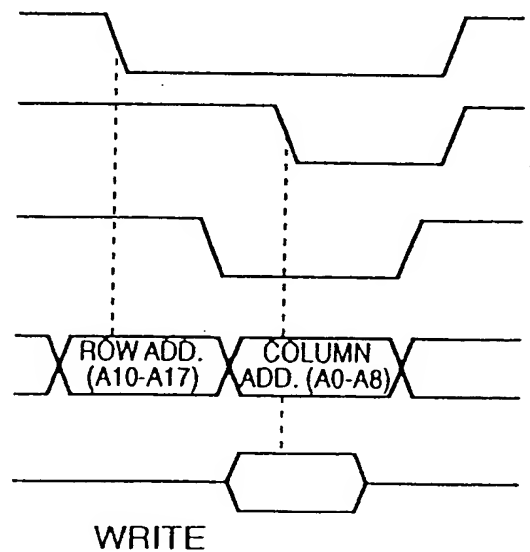 ROW ADD.
(A10-A17)
COLUMN
ADD. (A0-A8)
WRITE